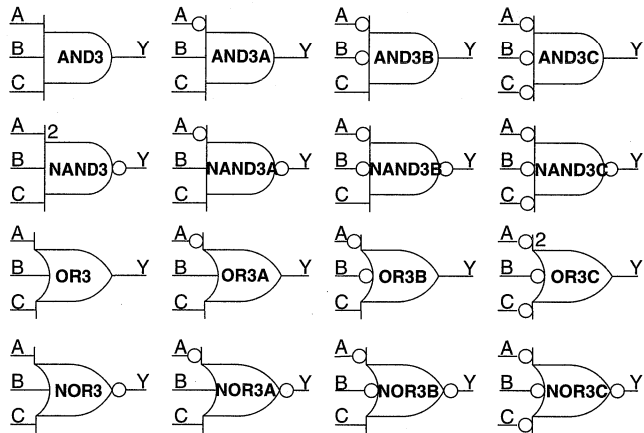 A A A A
B AND3 Y B AND3A Y B AND3B Y B AND3C Y
C C C C
A 2 A A A
B NAND3 Y B NAND3A Y B NAND3B Y B NAND3C Y
C C C C
A A A A 2
B OR3 Y B OR3A Y B OR3B Y B OR3C Y
C C C C
A A A A
B NOR3 Y B NOR3A Y B NOR3B Y B NOR3C Y
C C C C